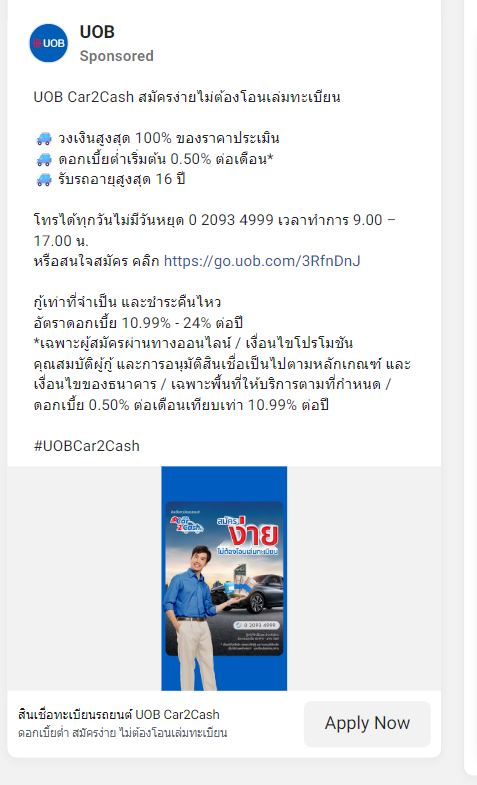 UOB
UOB
Sponsored
UOB Car2Cash สมัครง่ายไม่ต้องโอนเล่มทะเบียน
🚙 วงเงินสูงสุด 100% ของราคาประเมิน
🚙 ดอกเบี้ยต่ำเริ่มต้น 0.50% ต่อเดือน*
🚙 รับรถอายุสูงสุด 16 ปี
โทรได้ทุกวันไม่มีวันหยุด 0 2093 4999 เวลาทำการ 9.00 –
17.00 น.
หรือสนใจสมัคร คลิก https://go.uob.com/3RfnDnJ
กู้เท่าที่จำเป็น และชำระคืนไหว
อัตราดอกเบี้ย 10.99% - 24% ต่อปี
*เฉพาะผู้สมัครผ่านทางออนไลน์ / เงื่อนไขโปรโมชัน
คุณสมบัติผู้กู้ และการอนุมัติสินเชื่อเป็นไปตามหลักเกณฑ์ และ
เงื่อนไขของธนาคาร / เฉพาะพื้นที่ให้บริการตามที่กำหนด /
ดอกเบี้ย 0.50% ต่อเดือนเทียบเท่า 10.99% ต่อปี
#UOBCar2Cash
Car
2Cash
สมัคร
ง่าย
ไม่ต้องโอนเล่มทะเบียน
0 2093 4999
สินเชื่อทะเบียนรถยนต์ UOB Car2Cash
ดอกเบี้ยต่ำ สมัครง่าย ไม่ต้องโอนเล่มทะเบียน
Apply Now